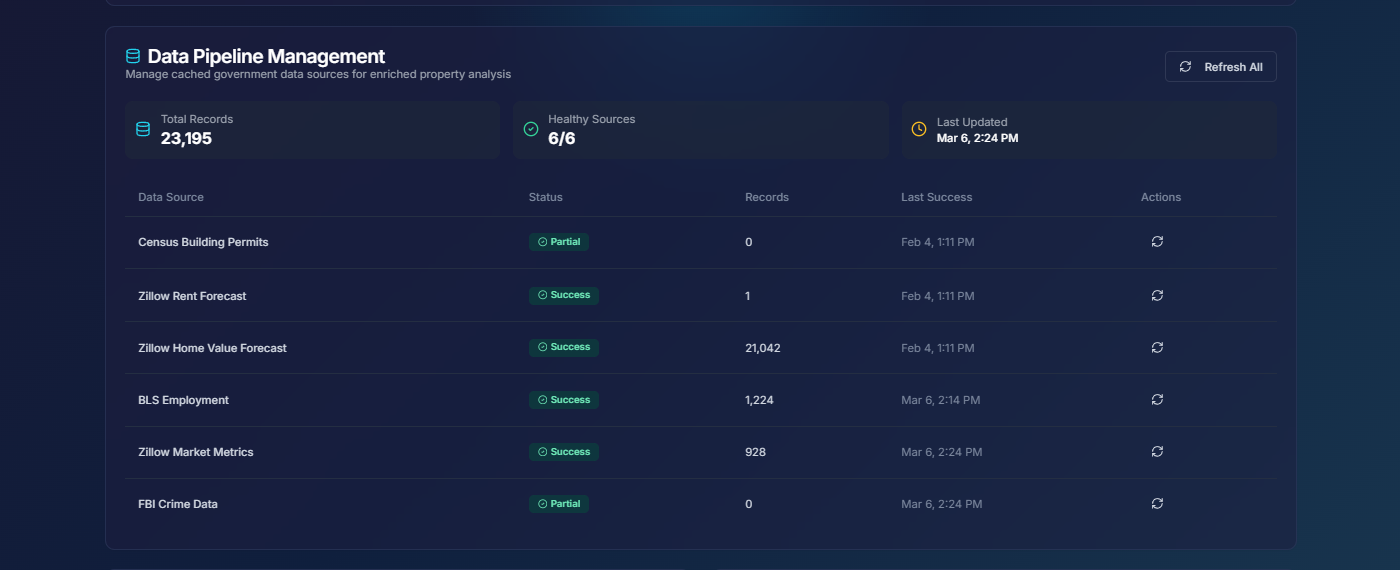 Data Pipeline Management
Manage cached government data sources for enriched property analysis
Refresh All
Total Records
23,195
Healthy Sources
6/6
Last Updated
Mar 6, 2:24 PM
Data Source Status Records Last Success Actions
Census Building Permits Partial 0 Feb 4, 1:11 PM
Zillow Rent Forecast Success 1 Feb 4, 1:11 PM
Zillow Home Value Forecast Success 21,042 Feb 4, 1:11 PM
BLS Employment Success 1,224 Mar 6, 2:14 PM
Zillow Market Metrics Success 928 Mar 6, 2:24 PM
FBI Crime Data Partial 0 Mar 6, 2:24 PM